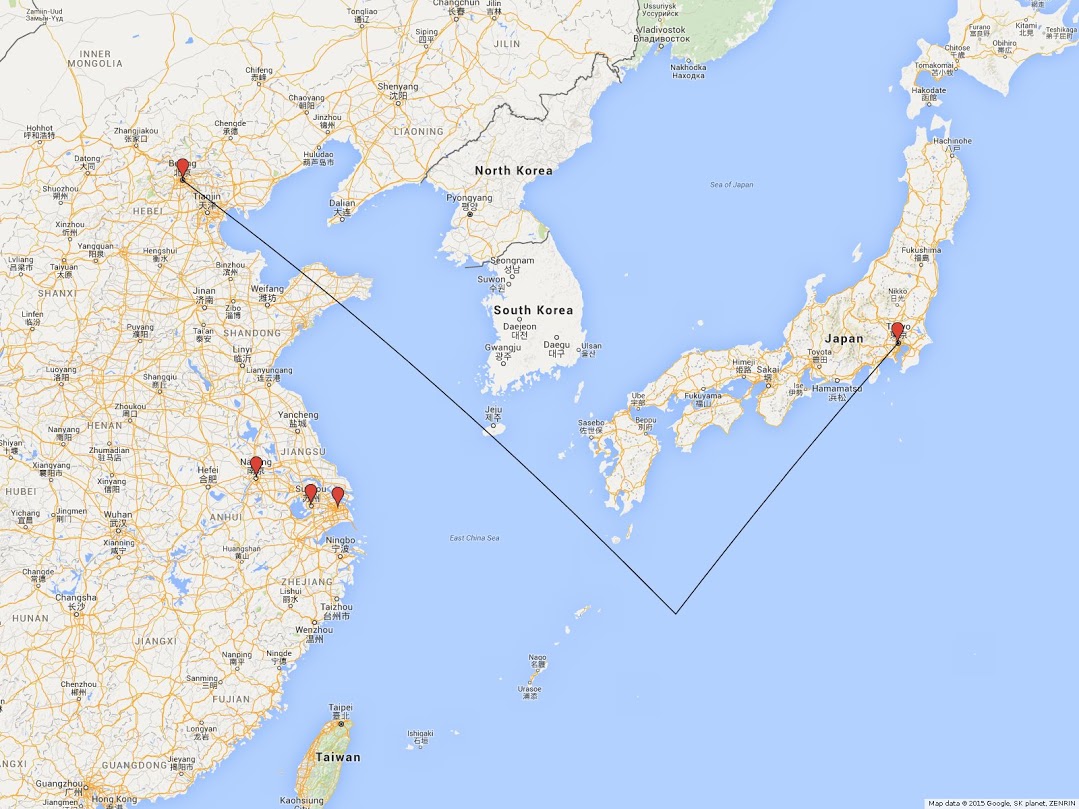 Zamiin-Uud
Замын-Ууд
INNER
MONGOLIA
Tongliao
通辽
Changchun
长春
Jilin
吉林
Siping
四平
JILIN
Ussuriysk
Уссурийск
Vladivostok
Владивосток
Nakhodka
Находка
Furano
富良野
Kitami
北見
Teshikaga
弟子屈町
Obihiro
帯広
Chitose
千歳
Tomakomai
苫小牧
Hakodate
函館
Hachinohe
八戸
Chifeng
赤峰
Shenyang
沈阳
Chaoyang
朝阳
Jinzhou
锦州
LIAONING
Chengde
承德
Zhangjiakou
张家口
Hohhot
呼和浩特
Datong
大同
Huludao
葫芦岛市
North Korea
Pyongyang
평양
Sea of Japan
Shuozhou
朔州
Tianjin
天津
HEBEI
Dalian
大连
Xinzhou
忻州
Yangquan
阳泉
Hengshui
衡水
Binzhou
滨州
Lvliang
吕梁市
Taiyuan
太原
SHANXI
Jinan
济南
Weifang
潍坊
Zibo
淄博
Seongnam
성남
Suwon
수원
South Korea
Daejeon
대전
Daegu
대구
Gwangju
광주
Ulsan
울산
Fukushima
福島
Nikko
日光
Japan
Linfen
临汾
Puyang
濮阳
Tai'an
泰安
SHANDONG
Linyi
临沂
Luoyang
洛阳
Shangqiu
商丘
Lianyungang
连云港
Jeju
제주
Ube
宇部
Fukuyama
福山
Himeji
姫路
Sakai
堺
Toyota
豊田
Ise
伊勢
Hamamatsu
浜松
Sasebo
佐世保
Beppu
別府
Zhoukou
周口
HENAN
Yancheng
盐城
JIANGSU
Nanyang
南阳
Zhumadian
驻马店
Xiangyang
襄阳市
Xinyang
信阳
Hefei
合肥
HUBEI
ANHUI
Yichang
宜昌
Jingmen
荆门
Wuhan
武汉
Xianning
咸宁
Huangshan
黄山
Ningbo
宁波
East China Sea
Changde
常德
Changsha
长沙
ZHEJIANG
Lishui
丽水
Taizhou
台州市
Wenzhou
温州
HUNAN
JIANGXI
Nanping
南平
Ningde
宁德
Sanming
三明
FUJIAN
Chenzhou
郴州
Longyan
龙岩
Nago
名護
Urasoe
浦添
Taipei
臺北
Ishigaki
石垣
Taiwan
GUANGDONG
Jieyang
揭阳市
Guangzhou
广州
Jiangmen
Hong Kong
香港
Kaohsiung
City
Map data © 2015 Google, SK planet, ZENRIN